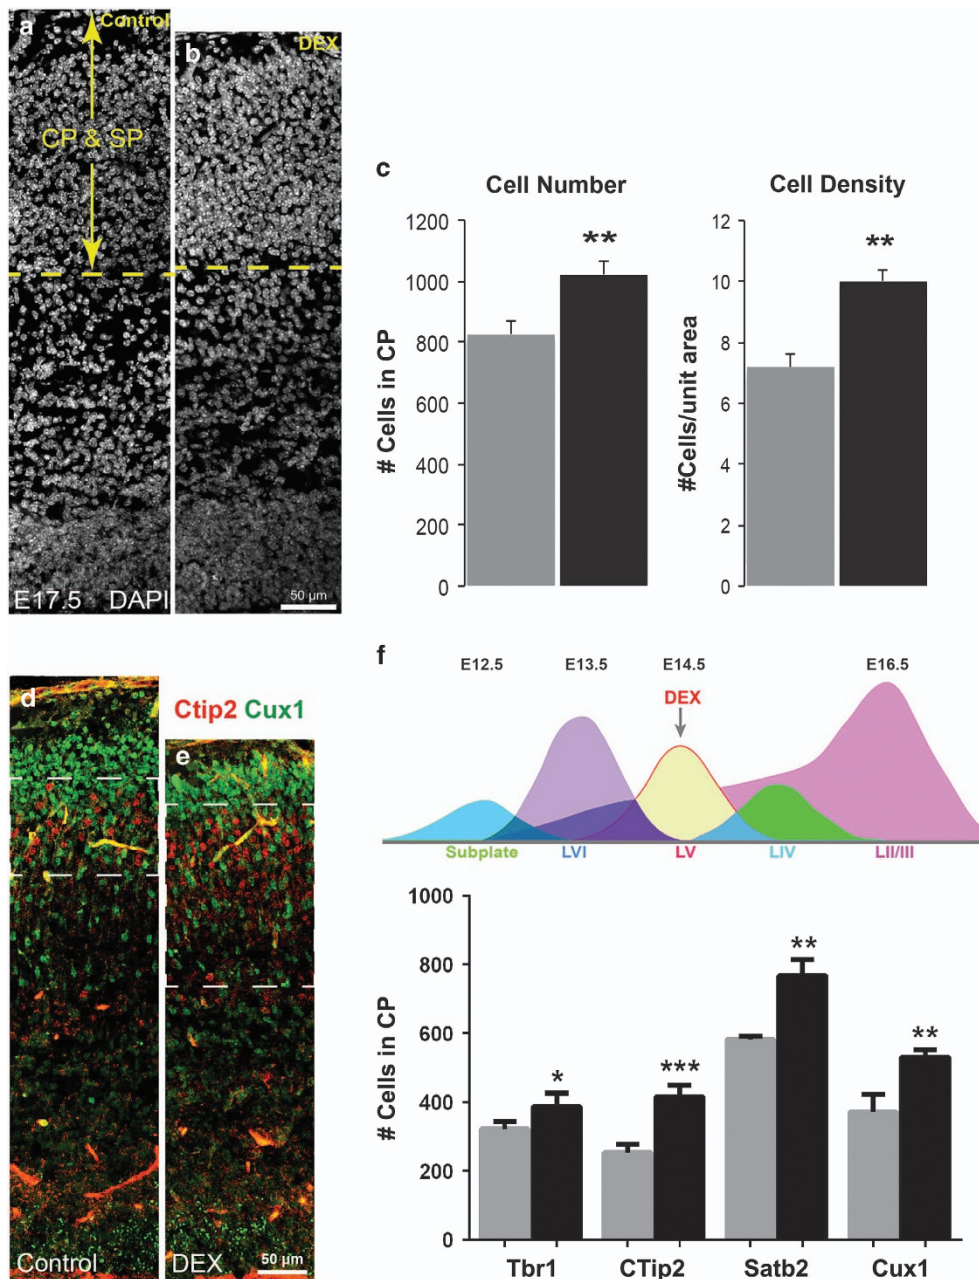 a
Control
CP & SP
E17.5 DAPI
b
DEX
50 µm
c
Cell Number
# Cells in CP
1200
1000
800
600
400
200
0
**
Cell Density
#Cells/unit area
12
10
8
6
4
2
0
**
d
Control
Ctip2 Cux1
e
DEX
50 µm
f
E12.5 E13.5 E14.5 E16.5
DEX
Subplate LVI LV LIV LII/III
# Cells in CP
1000
800
600
400
200
0
* *** ** **
Tbr1 CTip2 Satb2 Cux1